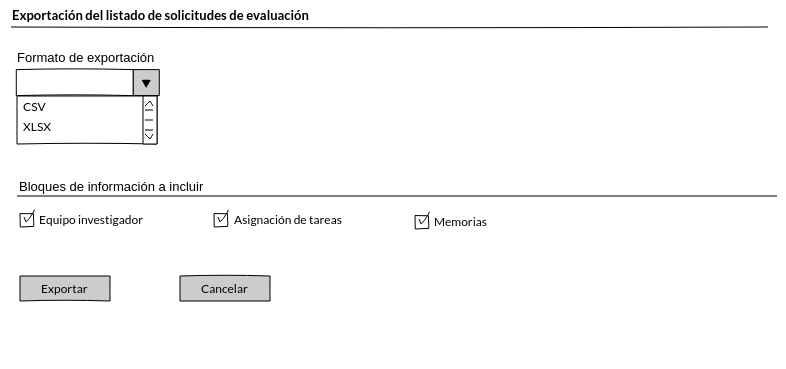 Exportación del listado de solicitudes de evaluación
Formato de exportación
CSV
XLSX
Bloques de información a incluir
Equipo investigador Asignación de tareas Memorias
Exportar Cancelar